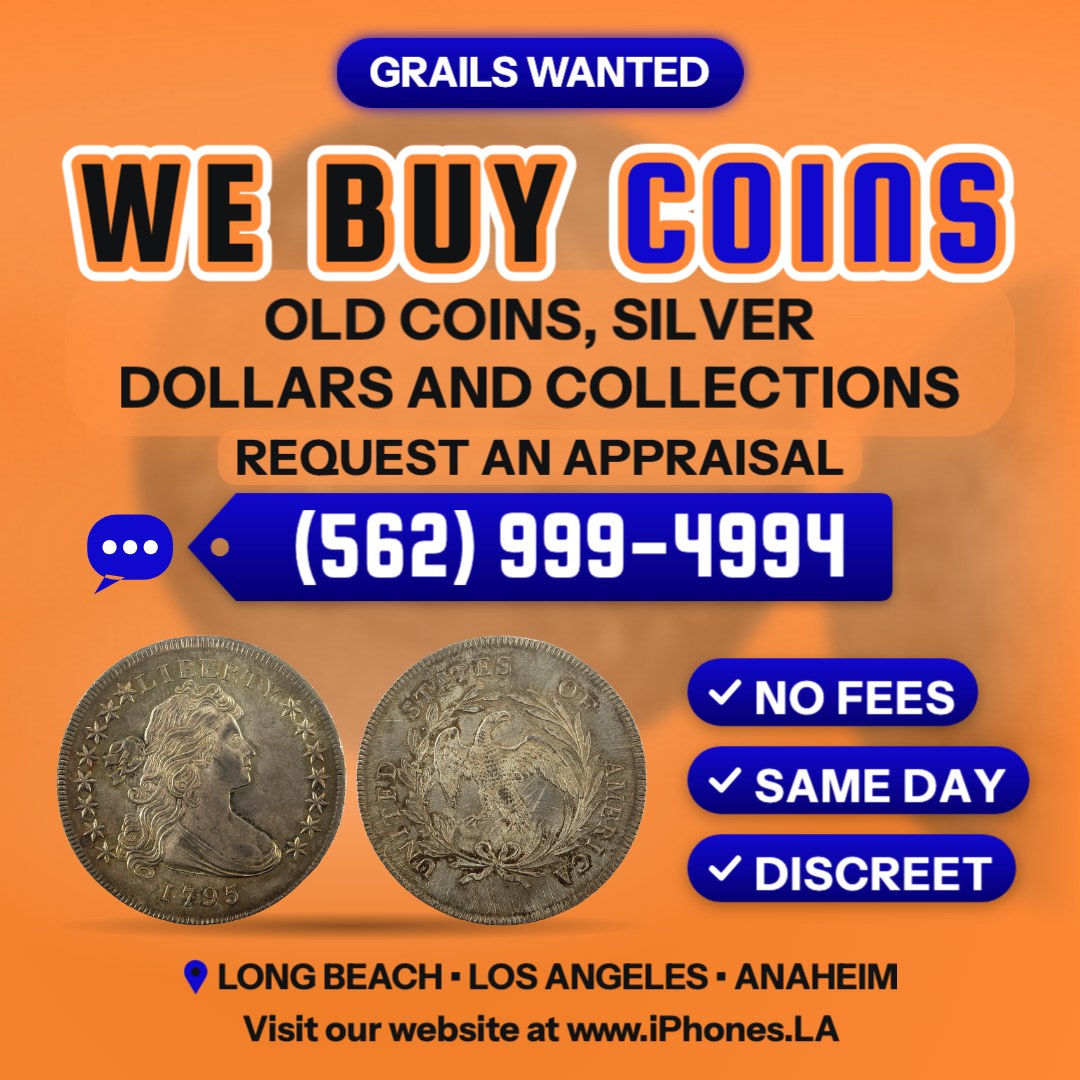 GRAILS WANTED
WE BUY COINS
OLD COINS, SILVER
DOLLARS AND COLLECTIONS
REQUEST AN APPRAISAL
(562) 999-4994
LIBERTY
1795
UNITED STATES OF AMERICA
NO FEES
SAME DAY
DISCREET
LONG BEACH ▪ LOS ANGELES ▪ ANAHEIM
Visit our website at www.iPhones.LA